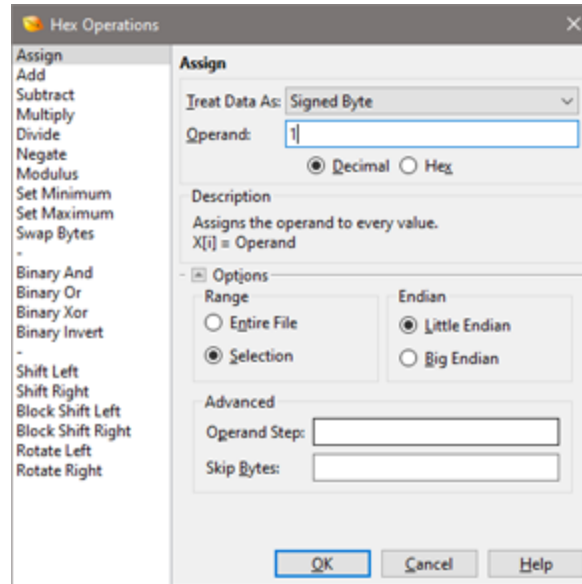 Hex Operations
Assign
Add
Subtract
Multiply
Divide
Negate
Modulus
Set Minimum
Set Maximum
Swap Bytes
-
Binary And
Binary Or
Binary Xor
Binary Invert
-
Shift Left
Shift Right
Block Shift Left
Block Shift Right
Rotate Left
Rotate Right
Assign
Treat Data As: Signed Byte
Operand: 1
Decimal Hex
Description
Assigns the operand to every value.
X[i] = Operand
Options
Range
Entire File
Selection
Endian
Little Endian
Big Endian
Advanced
Operand Step:
Skip Bytes:
OK Cancel Help